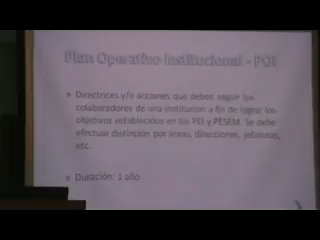 Plan Operativo Institucional - POI
Directrices y/o acciones que deben seguir los
colaboradores de una institucion a fin de lograr los
objetivos establecidos en los PEI y PESEM. Se debe
efectuar distinción por áreas, direcciones, jefaturas,
etc.
Duración: 1 año